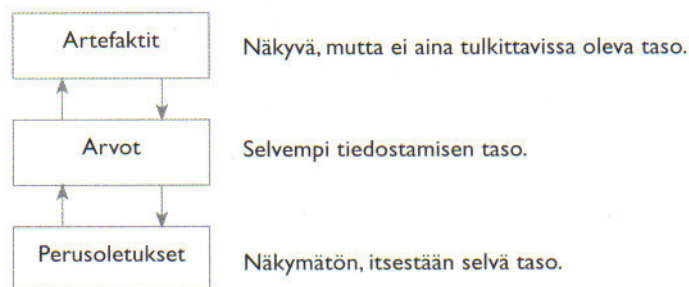 Artefaktit
Näkyvä, mutta ei aina tulkittavissa oleva taso.
Arvot
Selvempi tiedostamisen taso.
Perusoletukset
Näkymätön, itsestään selvä taso.